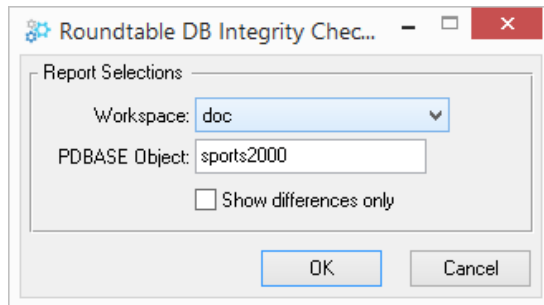 Roundtable DB Integrity Chec...
Report Selections
Workspace: doc
PDBASE Object: sports2000
Show differences only
OK Cancel